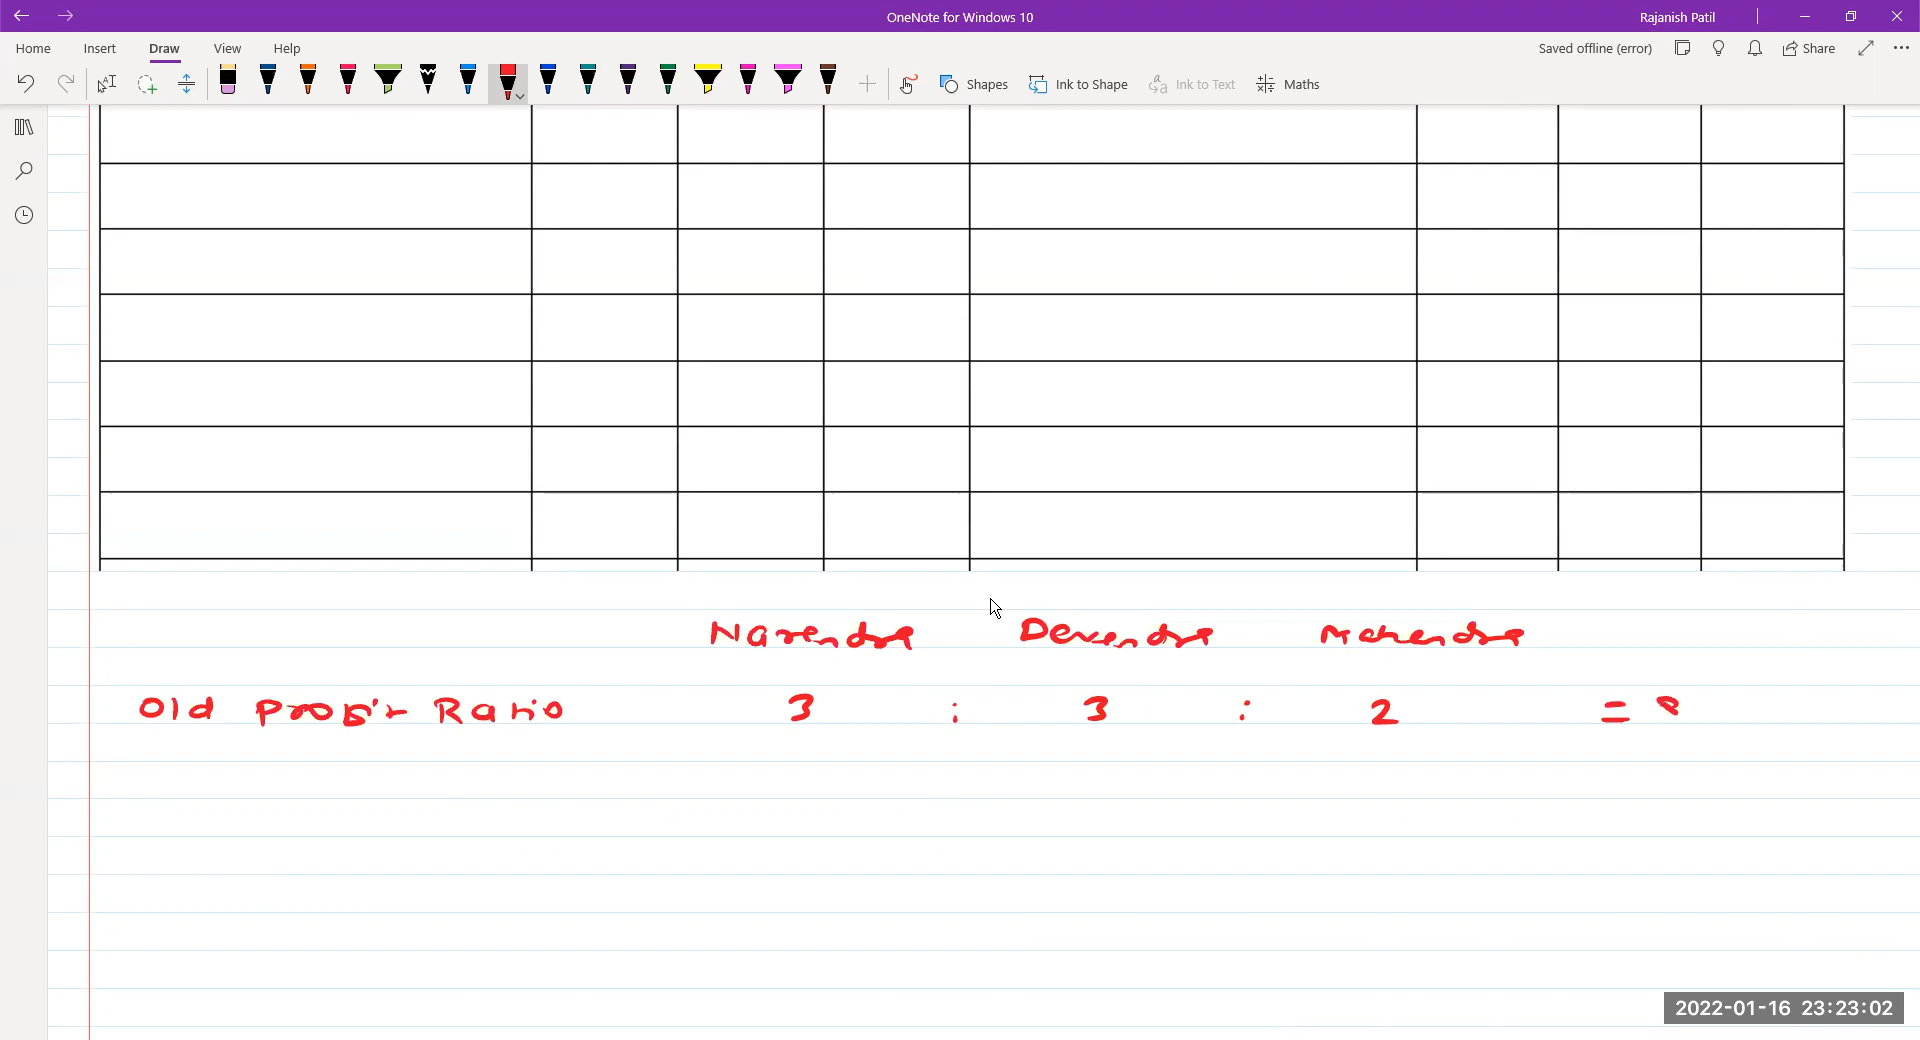 OneNote for Windows 10
Rajanish Patil
Home Insert Draw View Help
Saved offline (error) Share
Shapes Ink to Shape Ink to Text Maths
Narendra Devendra Mahendra
Old Profit Ratio 3 : 3 : 2 = 8
2022-01-16 23:23:02